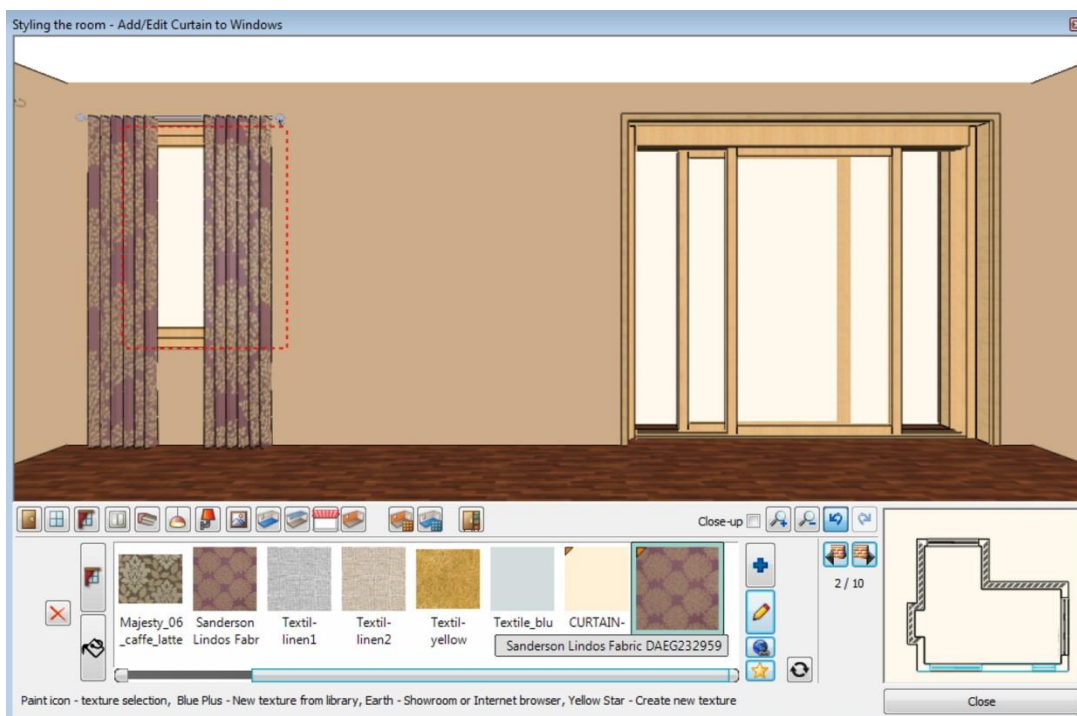 Styling the room - Add/Edit Curtain to Windows
Close-up
2 / 10
Majesty_06
_caffe_latte
Sanderson
Lindos Fabr
Textil-
linen1
Textil-
linen2
Textil-
yellow
Textile_blu
CURTAIN-
Sanderson Lindos Fabric DAEG232959
Paint icon - texture selection, Blue Plus - New texture from library, Earth - Showroom or Internet browser, Yellow Star - Create new texture
Close